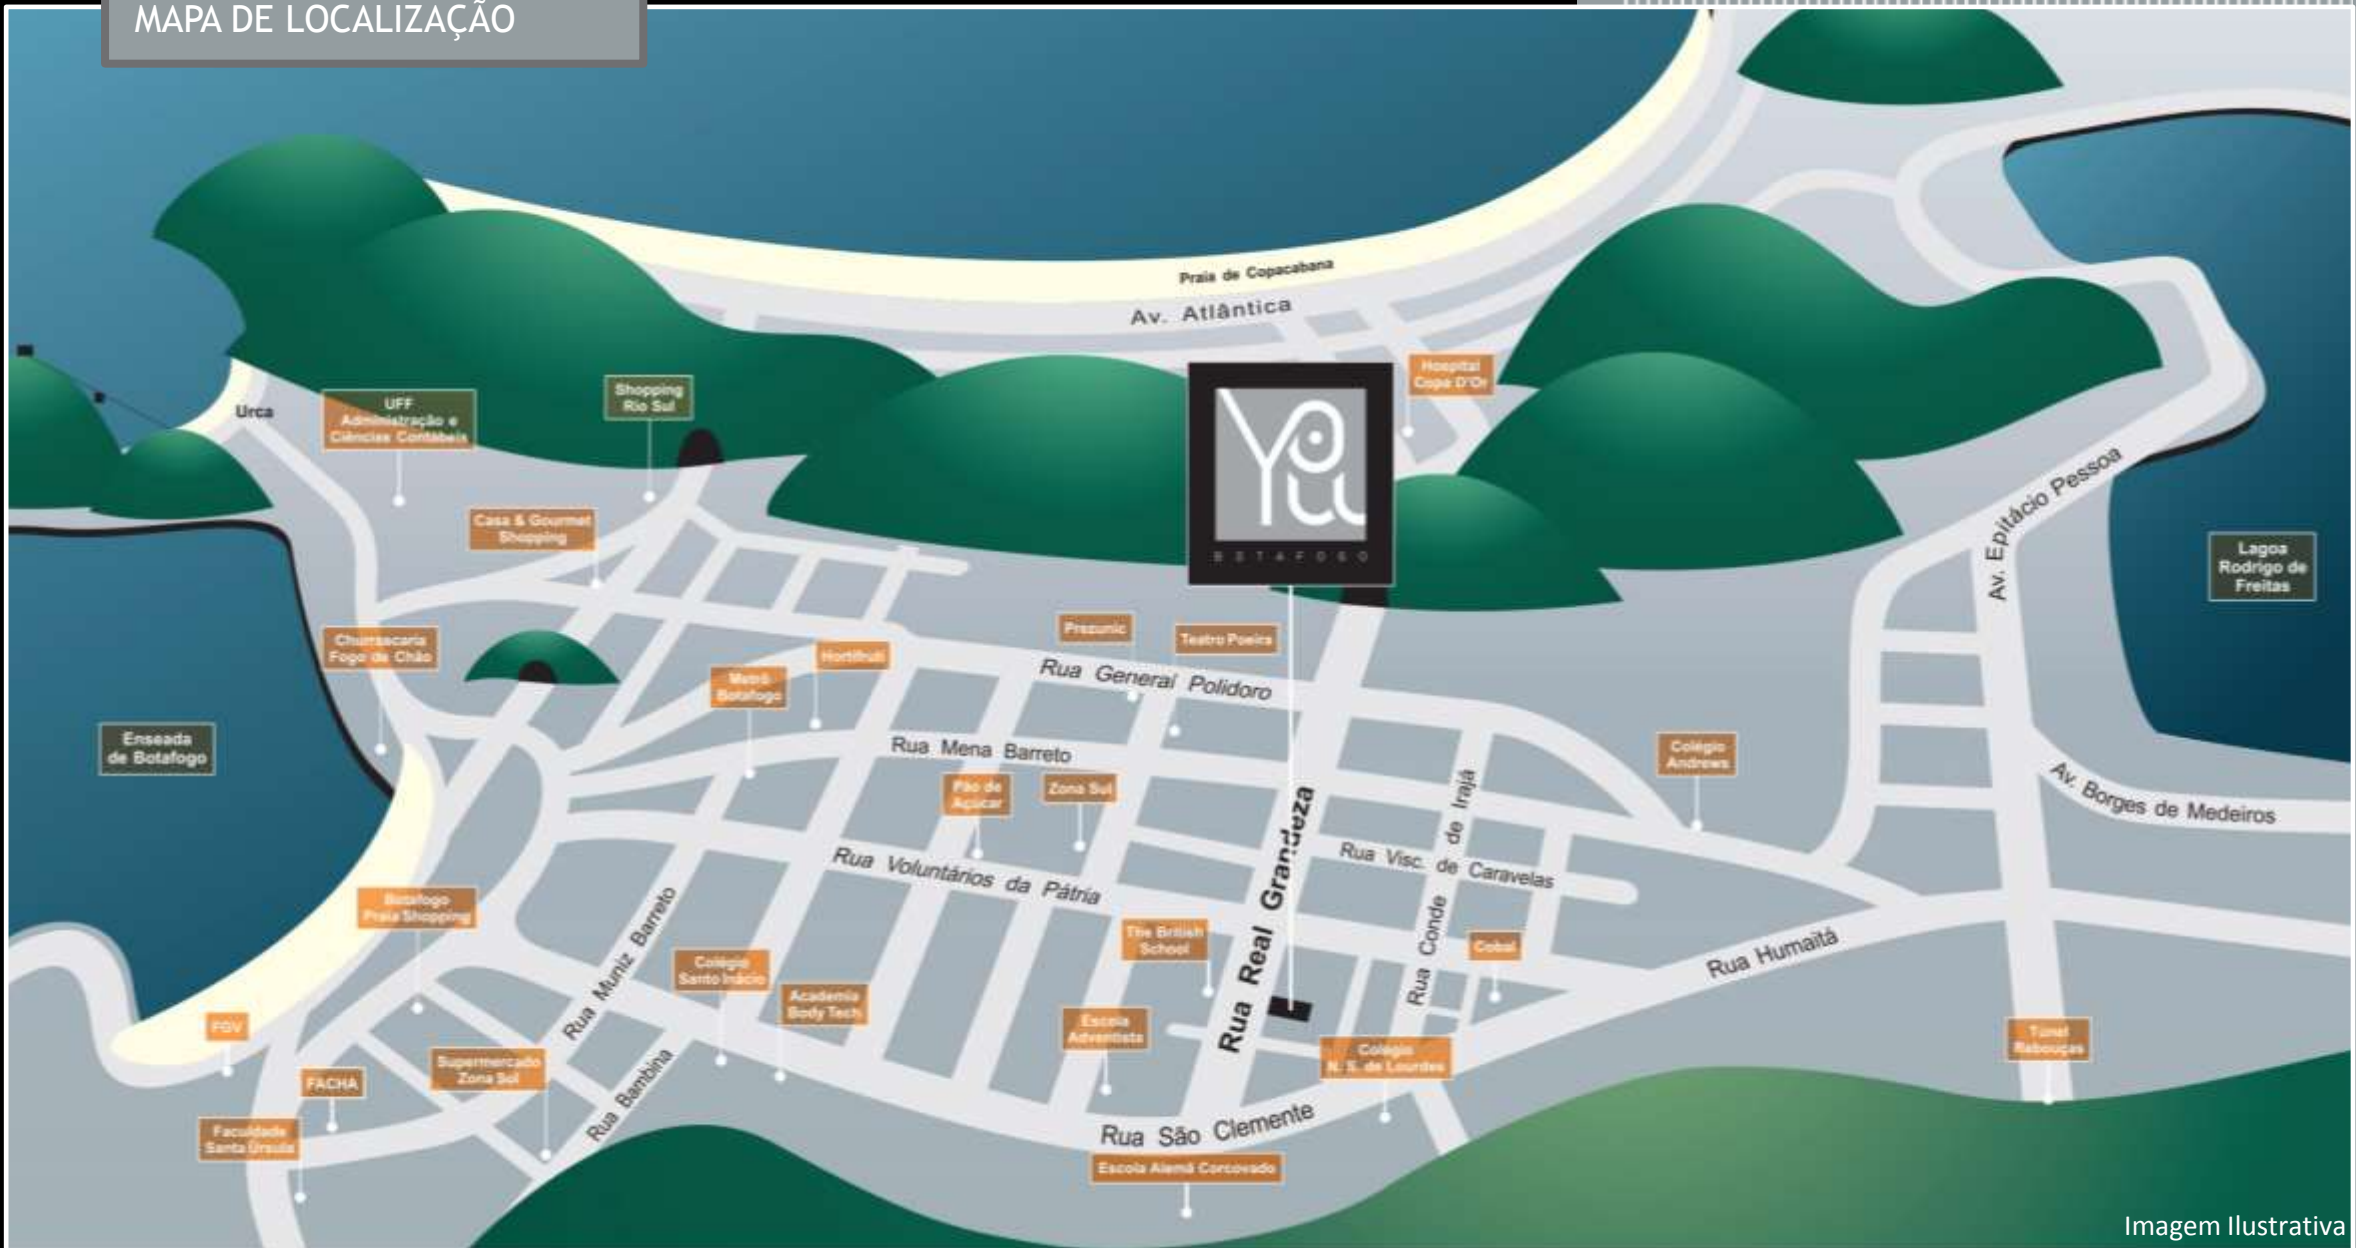 MAPA DE LOCALIZAÇÃO
Praia de Copacabana
Av. Atlântica
Hospital
Copa D'Or
Shopping
Rio Sul
UFF
Administração e
Ciências Contábeis
Urca
You
BOTAFOGO
Casa & Gourmet
Shopping
Av. Epitácio Pessoa
Lagoa
Rodrigo de
Freitas
Churrascaria
Fogo de Chão
Hortifruti
Prezunic
Teatro Poeira
Metrô
Botafogo
Rua General Polidoro
Enseada
de Botafogo
Rua Mena Barreto
Colégio
Andrews
Pão de
Açúcar
Zona Sul
Rua Real Grandeza
Rua Conde de Irajá
Av. Borges de Medeiros
Rua Voluntários da Pátria
Rua Visc. de Caravelas
Botafogo
Praia Shopping
Rua Muniz Barreto
The British
School
Cobal
Rua Humaitá
Colégio
Santo Inácio
Academia
Body Tech
FGV
Escola
Adventista
Túnel
Rebouças
Colégio
N. S. de Lourdes
Supermercado
Zona Sol
FACHA
Rua Bambina
Faculdade
Santa Úrsula
Rua São Clemente
Escola Alemã Corcovado
Imagem Ilustrativa